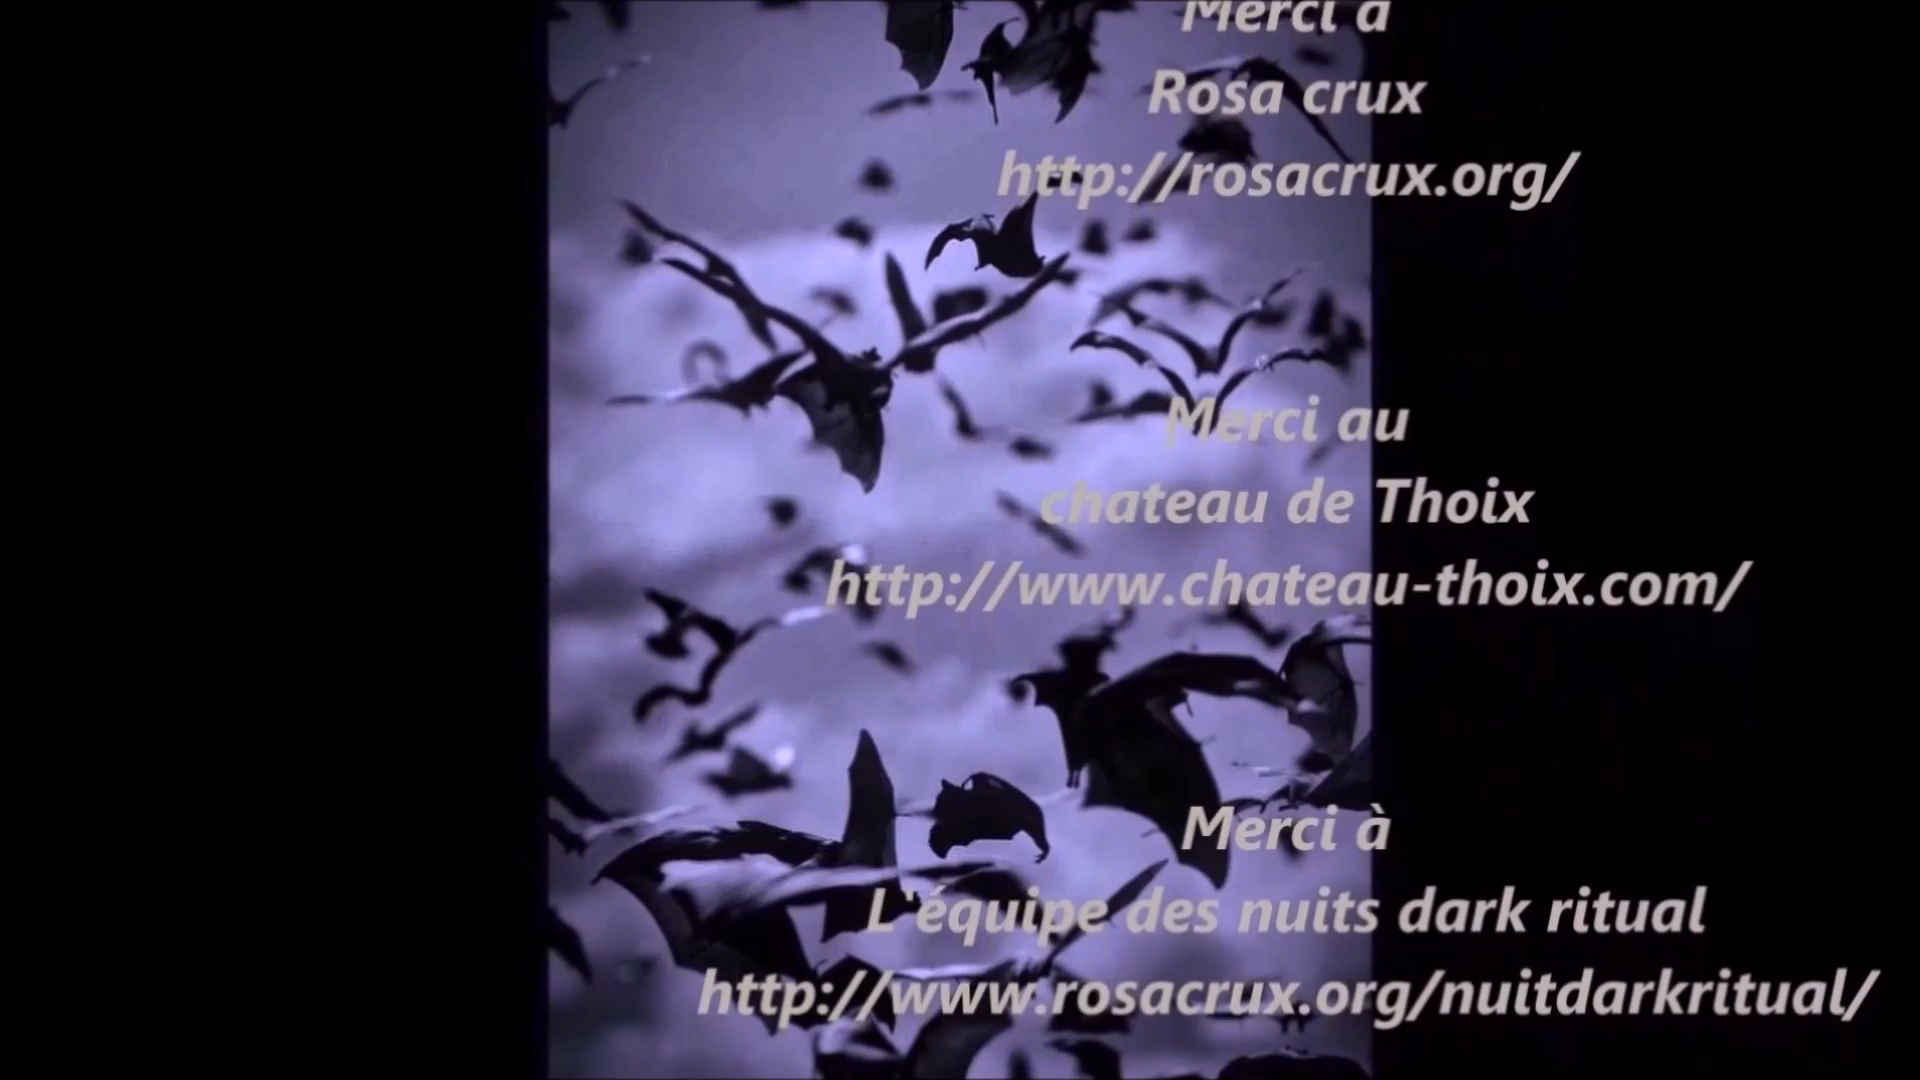 Merci à
Rosa crux
http://rosacrux.org/
Merci au
chateau de Thoix
http://www.chateau-thoix.com/
Merci à
L'équipe des nuits dark ritual
http://www.rosacrux.org/nuitdarkritual/